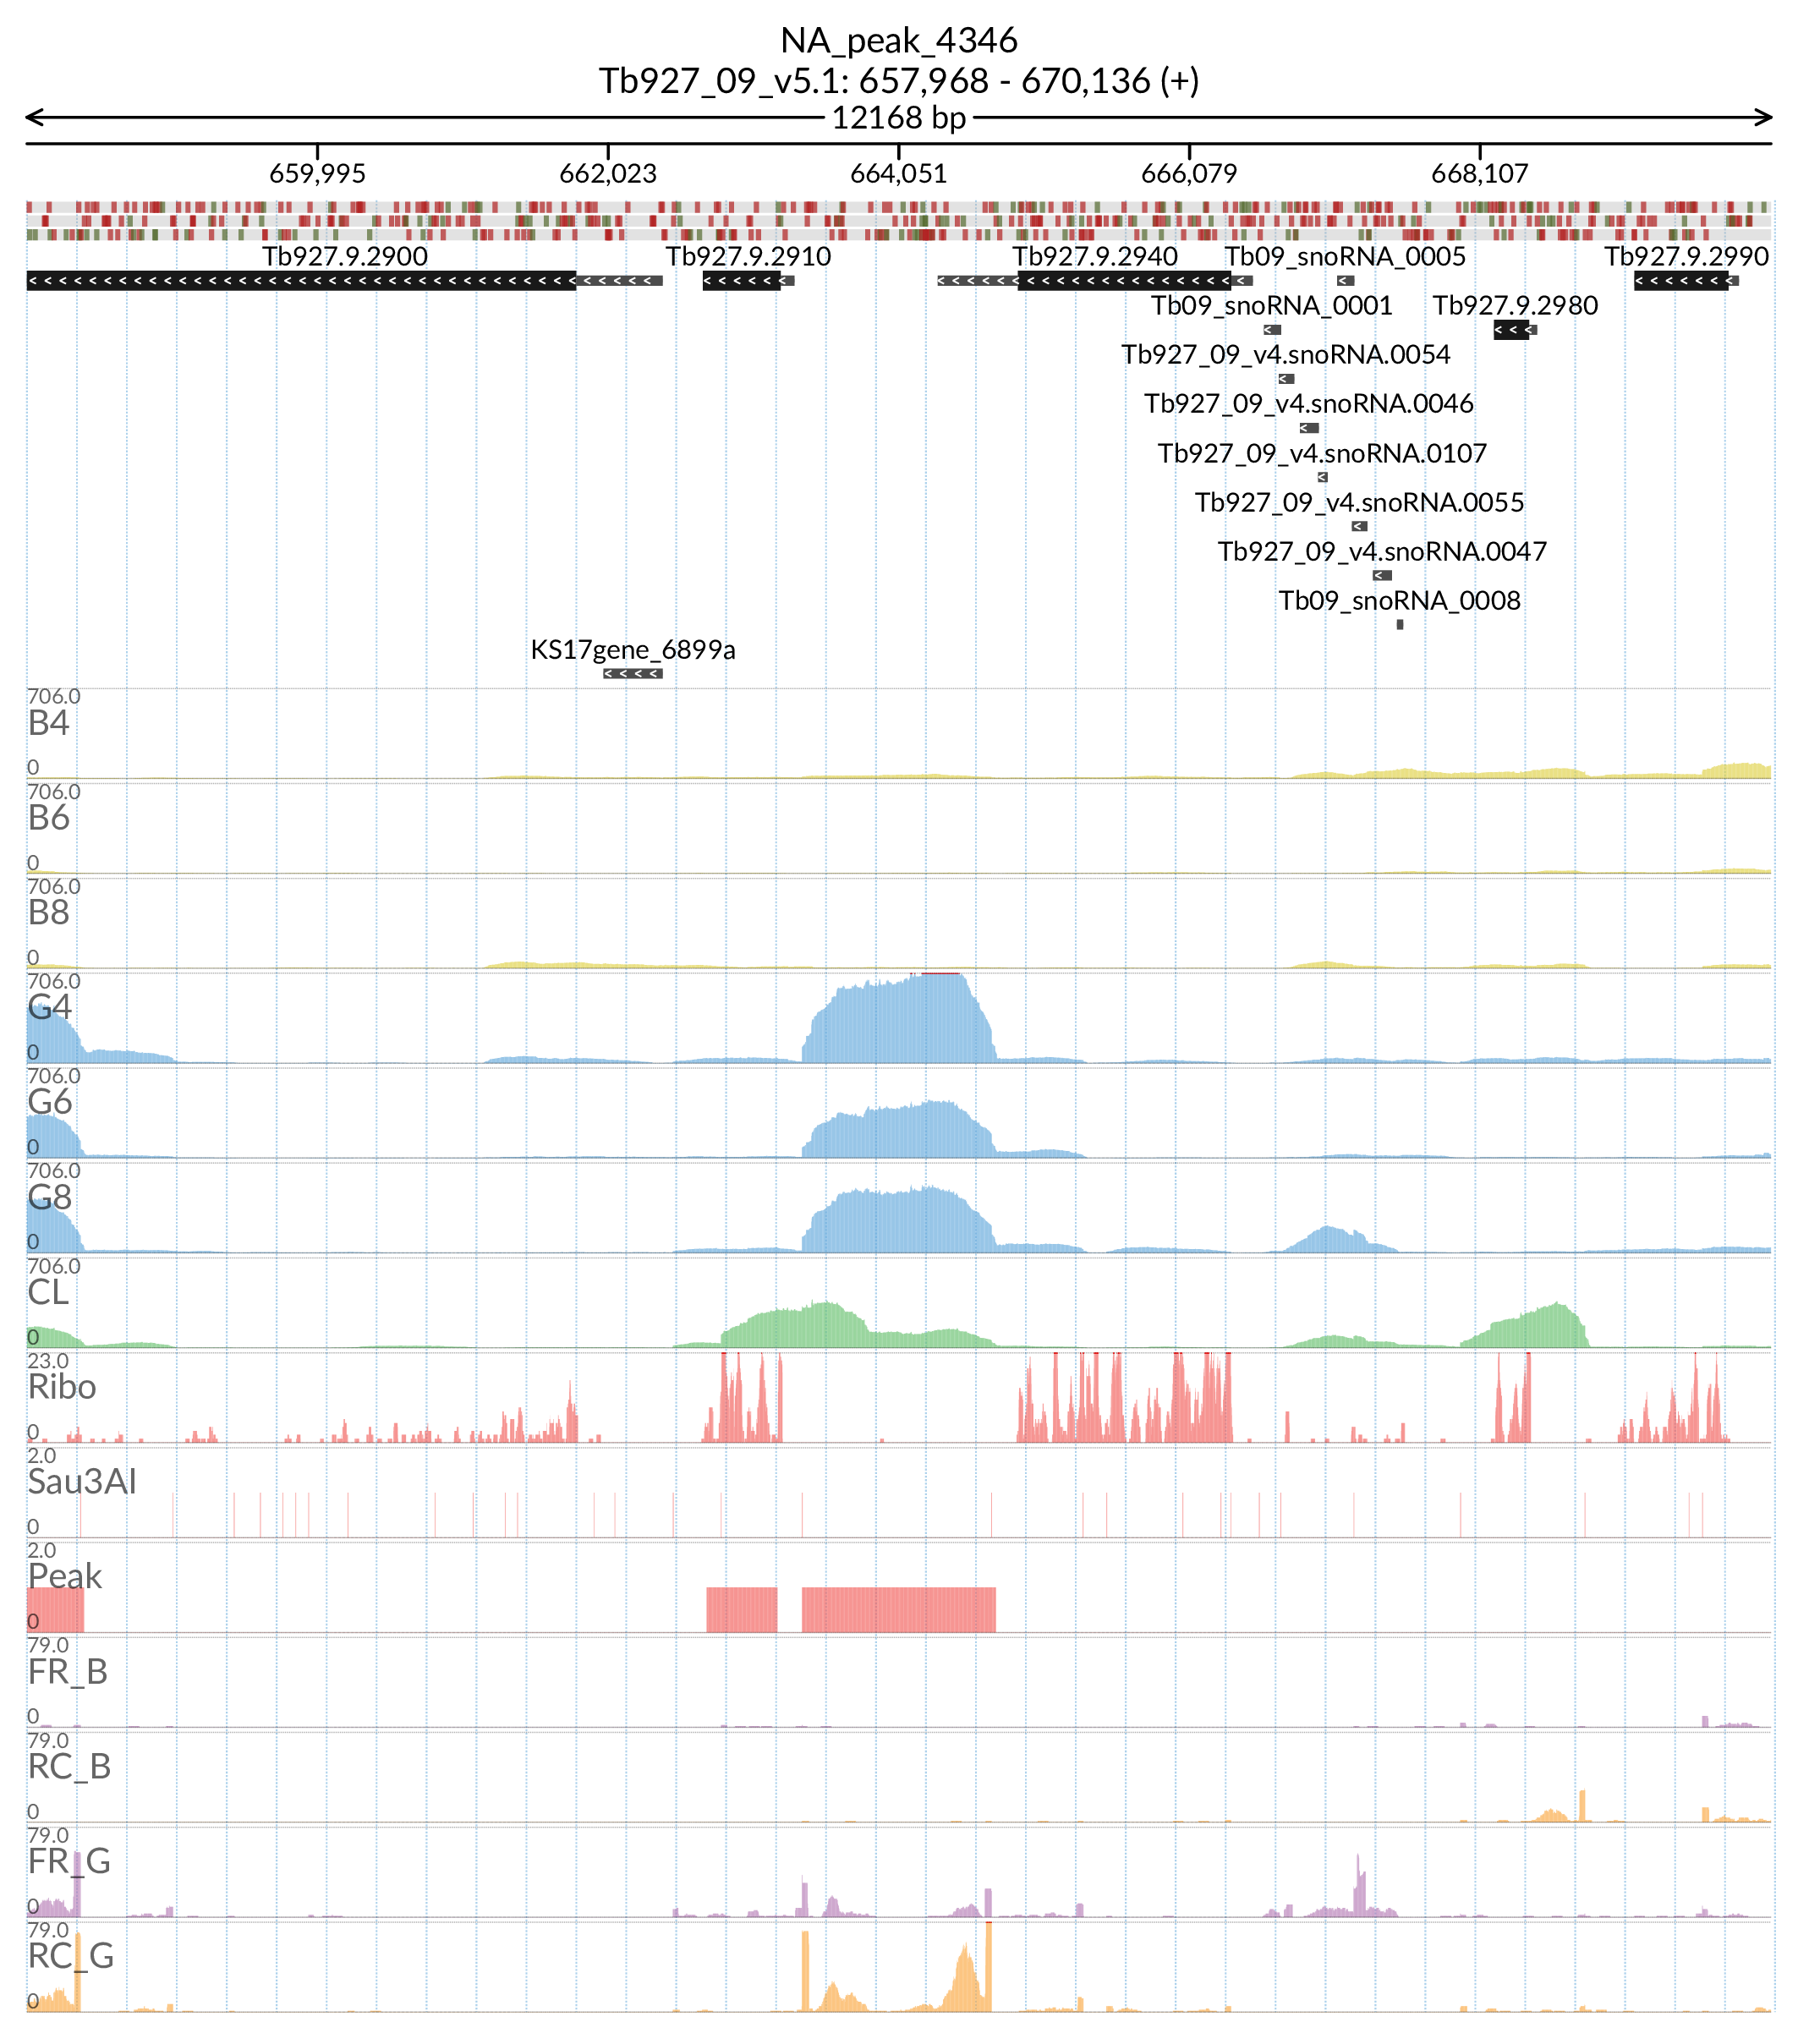 NA_peak_4346
Tb927_09_v5.1: 657,968 - 670,136 (+)
12168 bp
659,995 662,023 664,051 666,079 668,107
Tb927.9.2900 Tb927.9.2910 Tb927.9.2940 Tb09_snoRNA_0005 Tb927.9.2990
Tb09_snoRNA_0001 Tb927.9.2980
Tb927_09_v4.snoRNA.0054
Tb927_09_v4.snoRNA.0046
Tb927_09_v4.snoRNA.0107
Tb927_09_v4.snoRNA.0055
Tb927_09_v4.snoRNA.0047
Tb09_snoRNA_0008
KS17gene_6899a
706.0
B4
0
706.0
B6
0
706.0
B8
0
706.0
G4
0
706.0
G6
0
706.0
G8
0
706.0
CL
0
23.0
Ribo
0
2.0
Sau3AI
0
2.0
Peak
0
79.0
FR_B
0
79.0
RC_B
0
79.0
FR_G
0
79.0
RC_G
0